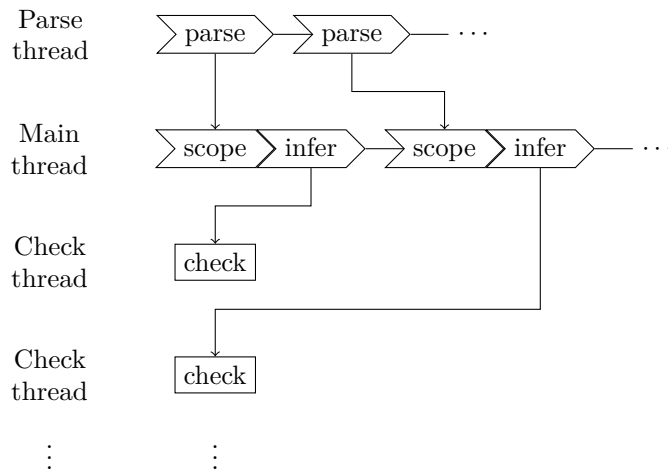 Parse
thread
parse
parse
⋯
Main
thread
scope
infer
scope
infer
⋯
Check
thread
check
Check
thread
check
⋮
⋮